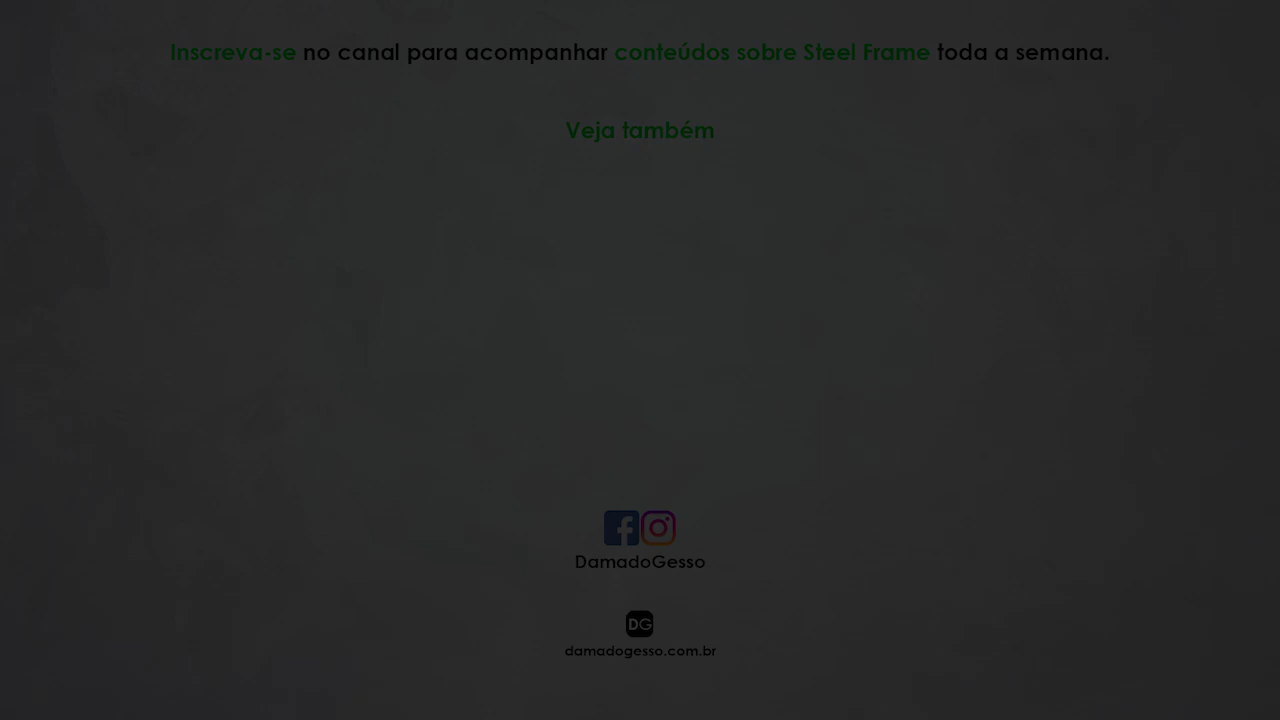 Inscreva-se no canal para acompanhar conteúdos sobre Steel Frame toda a semana.
Veja também
DamadoGesso
DG
damadogesso.com.br